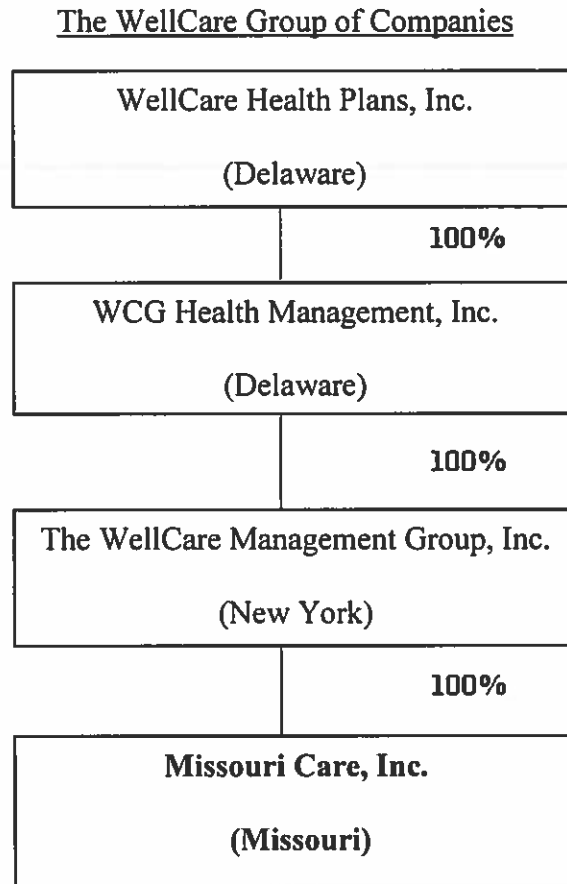 The WellCare Group of Companies
WellCare Health Plans, Inc.
(Delaware)
100%
WCG Health Management, Inc.
(Delaware)
100%
The WellCare Management Group, Inc.
(New York)
100%
Missouri Care, Inc.
(Missouri)